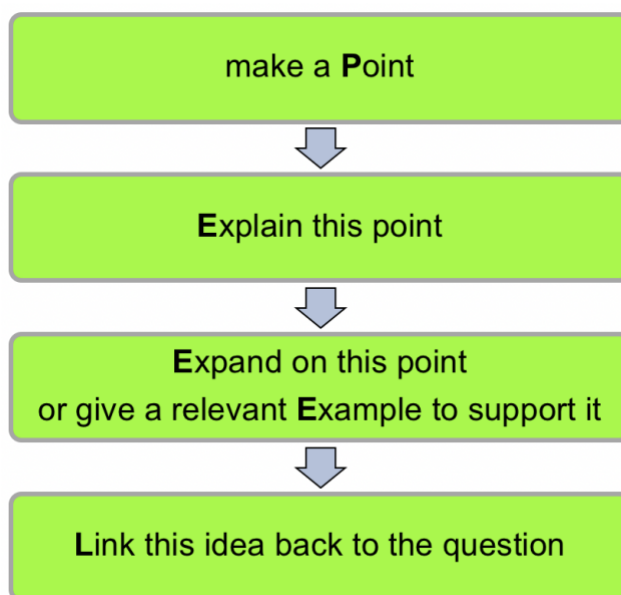 make a Point
Explain this point
Expand on this point
or give a relevant Example to support it
Link this idea back to the question